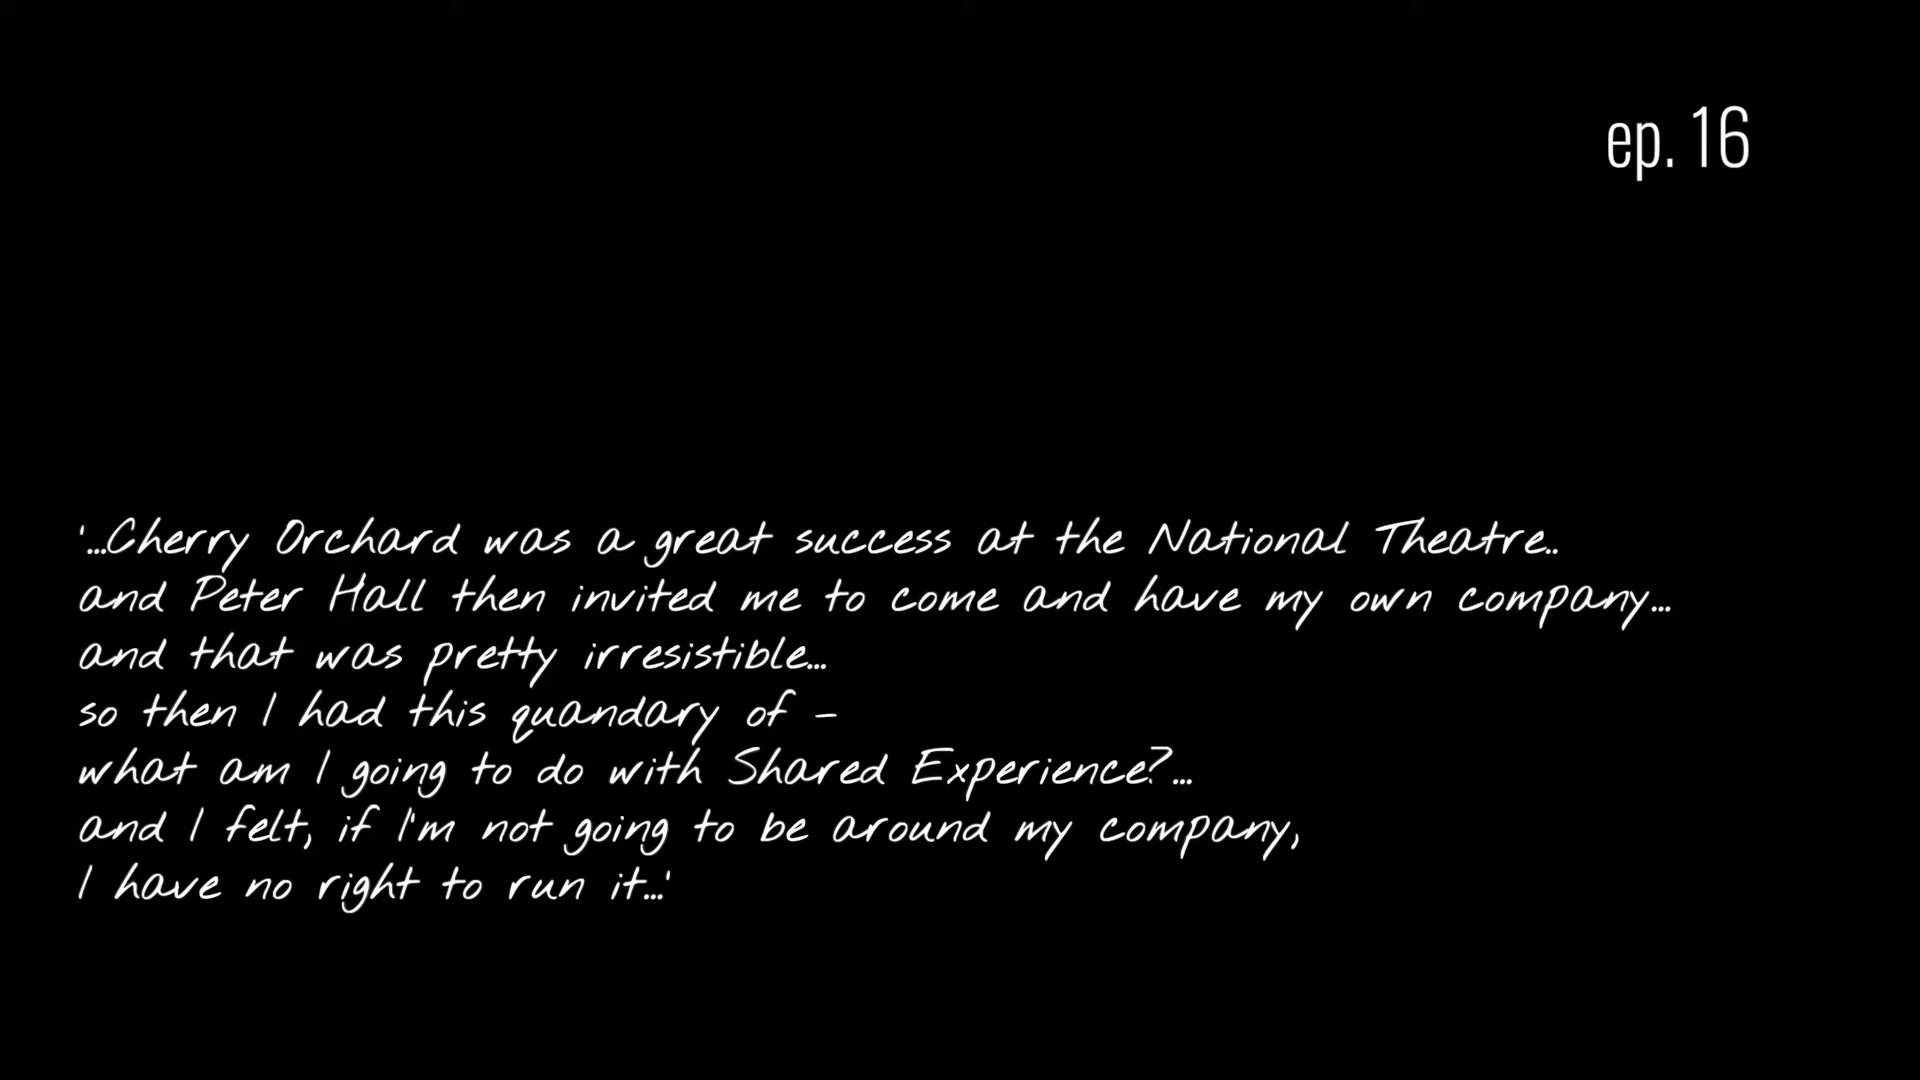 ep. 16
'...Cherry Orchard was a great success at the National Theatre..
and Peter Hall then invited me to come and have my own company...
and that was pretty irresistible...
so then I had this quandary of -
what am I going to do with Shared Experience?...
and I felt, if I'm not going to be around my company,
I have no right to run it...'